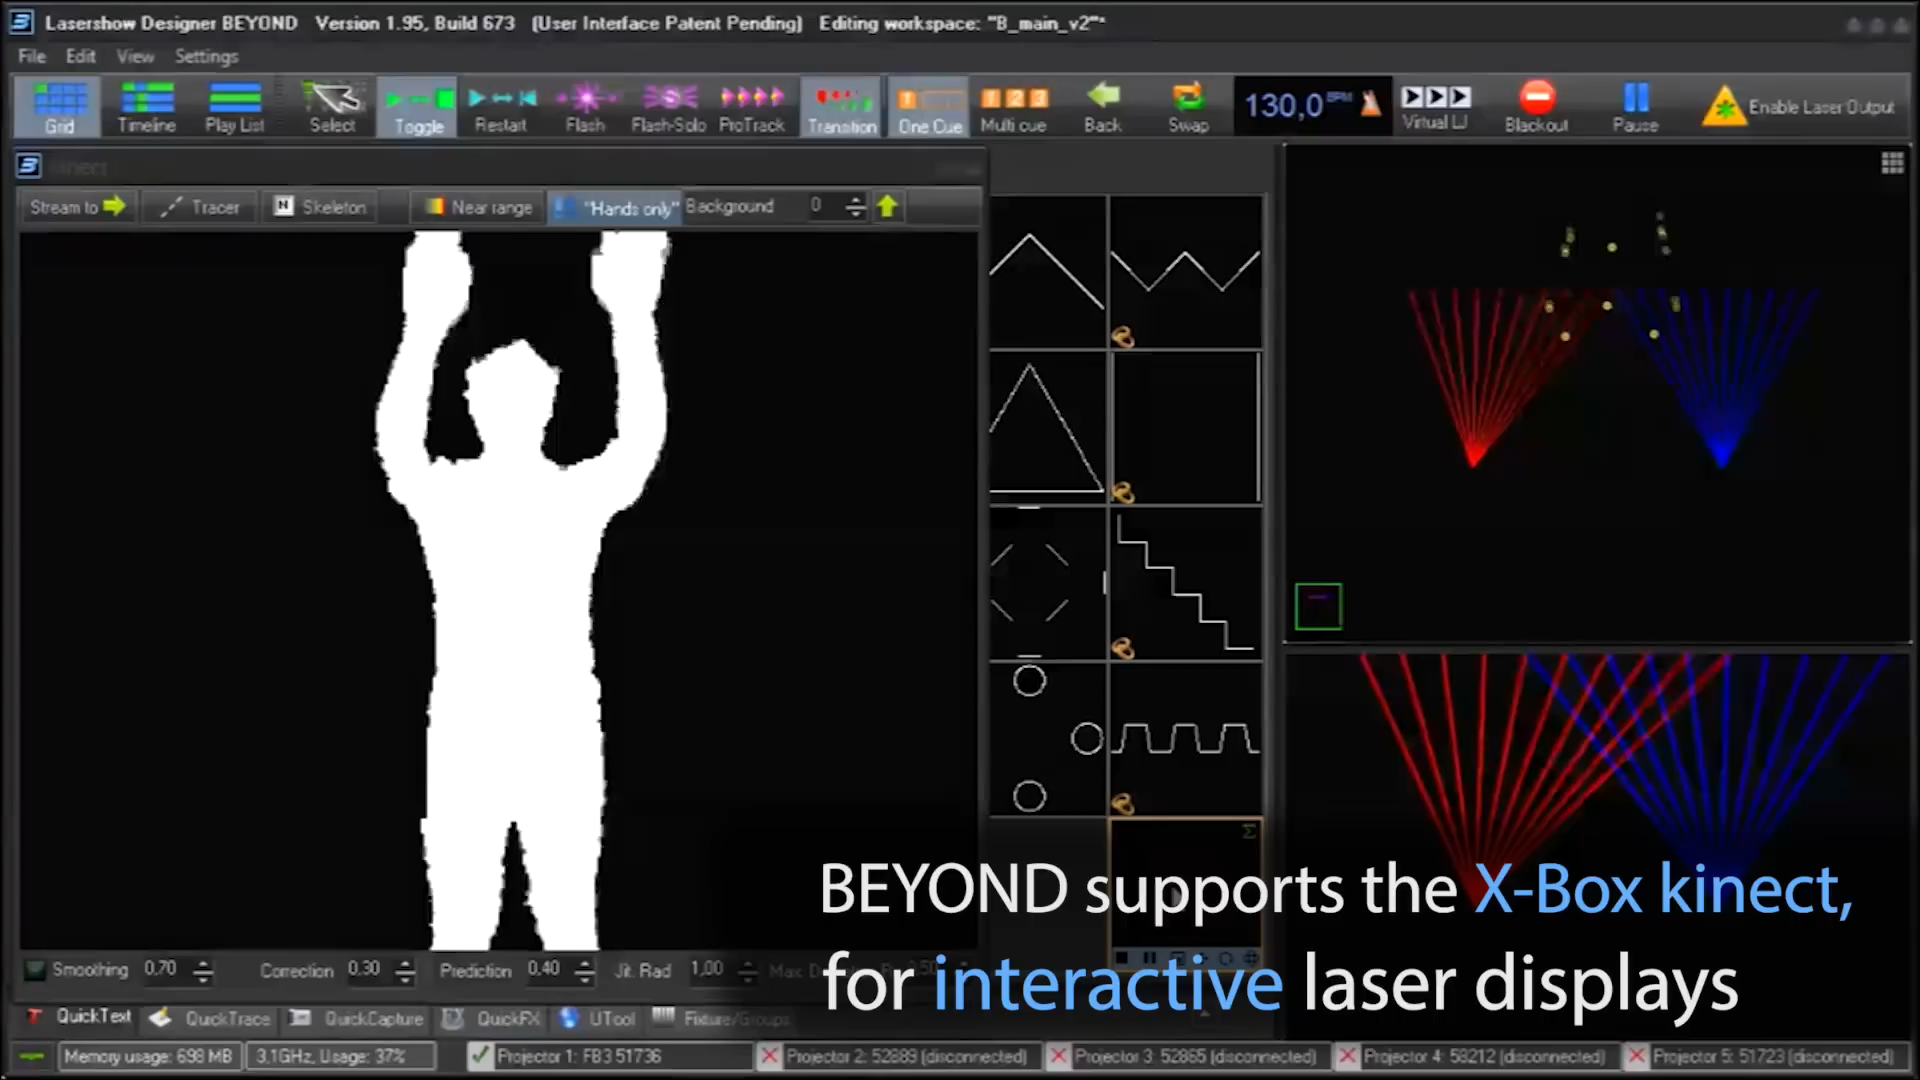 Lasershow Designer BEYOND Version 1.95, Build 673 (User Interface Patent Pending) Editing workspace: "B_main_v2"*
File Edit View Settings
Grid Timeline Play List Select Toggle Restart Flash Flash-Solo ProTrack Transition One Cue Multi cue Back Swap 130,0 BPM Virtual LJ Blackout Pause Enable Laser Output
Stream to Tracer Skeleton Near range "Hands only" Background 0
Smoothing 0,70 Correction 0,30 Prediction 0,40 Jit. Rad 1,00
BEYOND supports the X-Box kinect,
for interactive laser displays
QuickText QuickTrace QuickCapture QuickFX UTool Fixture/Groups
Memory usage: 698 MB 3,1GHz, Usage: 37% Projector 1: FB3 51736 Projector 2: 52889 (disconnected) Projector 3: 52865 (disconnected) Projector 4: 58212 (disconnected) Projector 5: 51723 (disconnected)